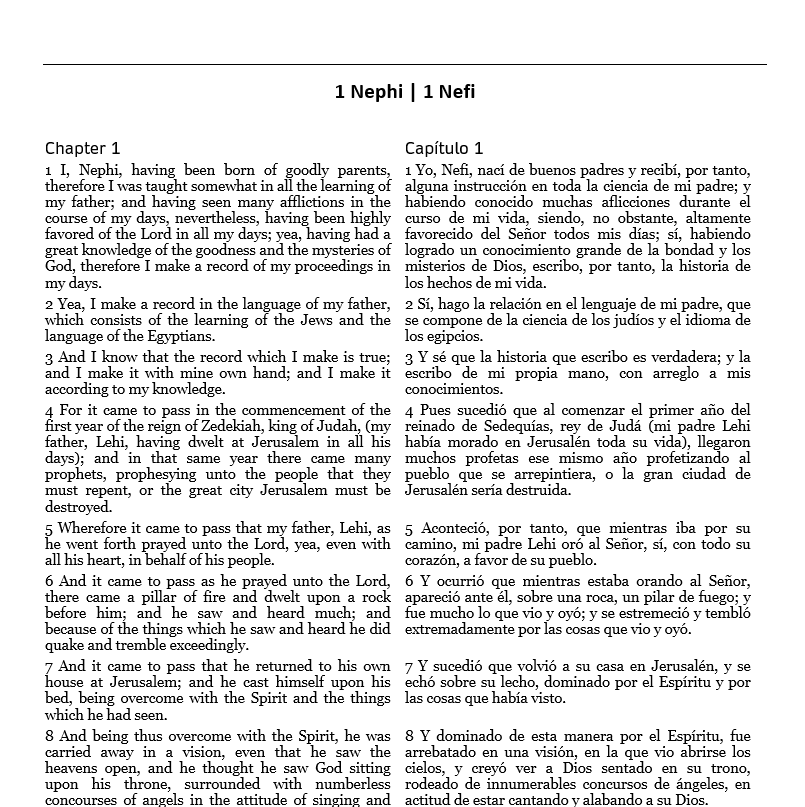 1 Nephi | 1 Nefi
Chapter 1
1 I, Nephi, having been born of goodly parents,
therefore I was taught somewhat in all the learning of
my father; and having seen many afflictions in the
course of my days, nevertheless, having been highly
favored of the Lord in all my days; yea, having had a
great knowledge of the goodness and the mysteries of
God, therefore I make a record of my proceedings in
my days.
2 Yea, I make a record in the language of my father,
which consists of the learning of the Jews and the
language of the Egyptians.
3 And I know that the record which I make is true;
and I make it with mine own hand; and I make it
according to my knowledge.
4 For it came to pass in the commencement of the
first year of the reign of Zedekiah, king of Judah, (my
father, Lehi, having dwelt at Jerusalem in all his
days); and in that same year there came many
prophets, prophesying unto the people that they
must repent, or the great city Jerusalem must be
destroyed.
5 Wherefore it came to pass that my father, Lehi, as
he went forth prayed unto the Lord, yea, even with
all his heart, in behalf of his people.
6 And it came to pass as he prayed unto the Lord,
there came a pillar of fire and dwelt upon a rock
before him; and he saw and heard much; and
because of the things which he saw and heard he did
quake and tremble exceedingly.
7 And it came to pass that he returned to his own
house at Jerusalem; and he cast himself upon his
bed, being overcome with the Spirit and the things
which he had seen.
8 And being thus overcome with the Spirit, he was
carried away in a vision, even that he saw the
heavens open, and he thought he saw God sitting
upon his throne, surrounded with numberless
concourses of angels in the attitude of singing and
Capítulo 1
1 Yo, Nefi, nací de buenos padres y recibí, por tanto,
alguna instrucción en toda la ciencia de mi padre; y
habiendo conocido muchas aflicciones durante el
curso de mi vida, siendo, no obstante, altamente
favorecido del Señor todos mis días; sí, habiendo
logrado un conocimiento grande de la bondad y los
misterios de Dios, escribo, por tanto, la historia de
los hechos de mi vida.
2 Sí, hago la relación en el lenguaje de mi padre, que
se compone de la ciencia de los judíos y el idioma de
los egipcios.
3 Y sé que la historia que escribo es verdadera; y la
escribo de mi propia mano, con arreglo a mis
conocimientos.
4 Pues sucedió que al comenzar el primer año del
reinado de Sedequías, rey de Judá (mi padre Lehi
había morado en Jerusalén toda su vida), llegaron
muchos profetas ese mismo año profetizando al
pueblo que se arrepintiera, o la gran ciudad de
Jerusalén sería destruida.
5 Aconteció, por tanto, que mientras iba por su
camino, mi padre Lehi oró al Señor, sí, con todo su
corazón, a favor de su pueblo.
6 Y ocurrió que mientras estaba orando al Señor,
apareció ante él, sobre una roca, un pilar de fuego; y
fue mucho lo que vio y oyó; y se estremeció y tembló
extremadamente por las cosas que vio y oyó.
7 Y sucedió que volvió a su casa en Jerusalén, y se
echó sobre su lecho, dominado por el Espíritu y por
las cosas que había visto.
8 Y dominado de esta manera por el Espíritu, fue
arrebatado en una visión, en la que vio abrirse los
cielos, y creyó ver a Dios sentado en su trono,
rodeado de innumerables concursos de ángeles, en
actitud de estar cantando y alabando a su Dios.